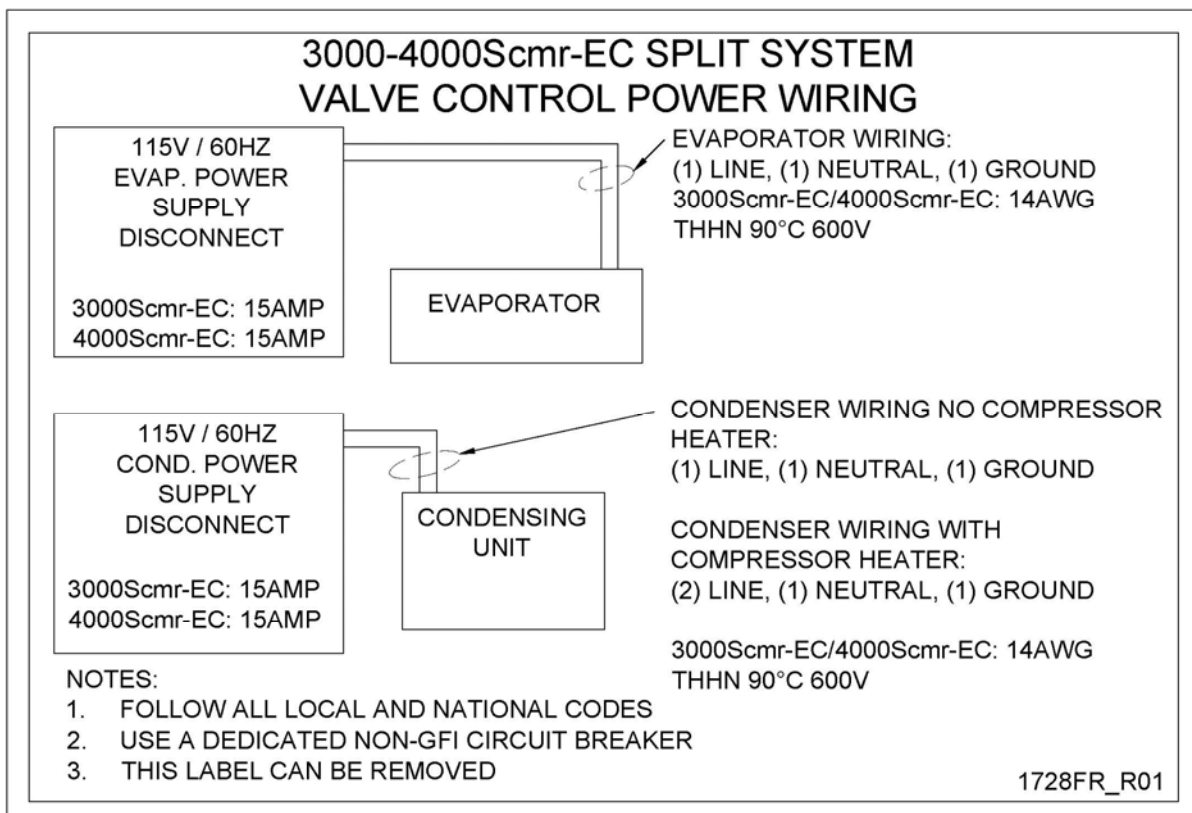 3000-4000Scmr-EC SPLIT SYSTEM
VALVE CONTROL POWER WIRING
115V / 60HZ
EVAP. POWER
SUPPLY
DISCONNECT
3000Scmr-EC: 15AMP
4000Scmr-EC: 15AMP
EVAPORATOR
EVAPORATOR WIRING:
(1) LINE, (1) NEUTRAL, (1) GROUND
3000Scmr-EC/4000Scmr-EC: 14AWG
THHN 90°C 600V
115V / 60HZ
COND. POWER
SUPPLY
DISCONNECT
3000Scmr-EC: 15AMP
4000Scmr-EC: 15AMP
CONDENSING
UNIT
CONDENSER WIRING NO COMPRESSOR
HEATER:
(1) LINE, (1) NEUTRAL, (1) GROUND
CONDENSER WIRING WITH
COMPRESSOR HEATER:
(2) LINE, (1) NEUTRAL, (1) GROUND
3000Scmr-EC/4000Scmr-EC: 14AWG
THHN 90°C 600V
NOTES:
1. FOLLOW ALL LOCAL AND NATIONAL CODES
2. USE A DEDICATED NON-GFI CIRCUIT BREAKER
3. THIS LABEL CAN BE REMOVED
1728FR_R01